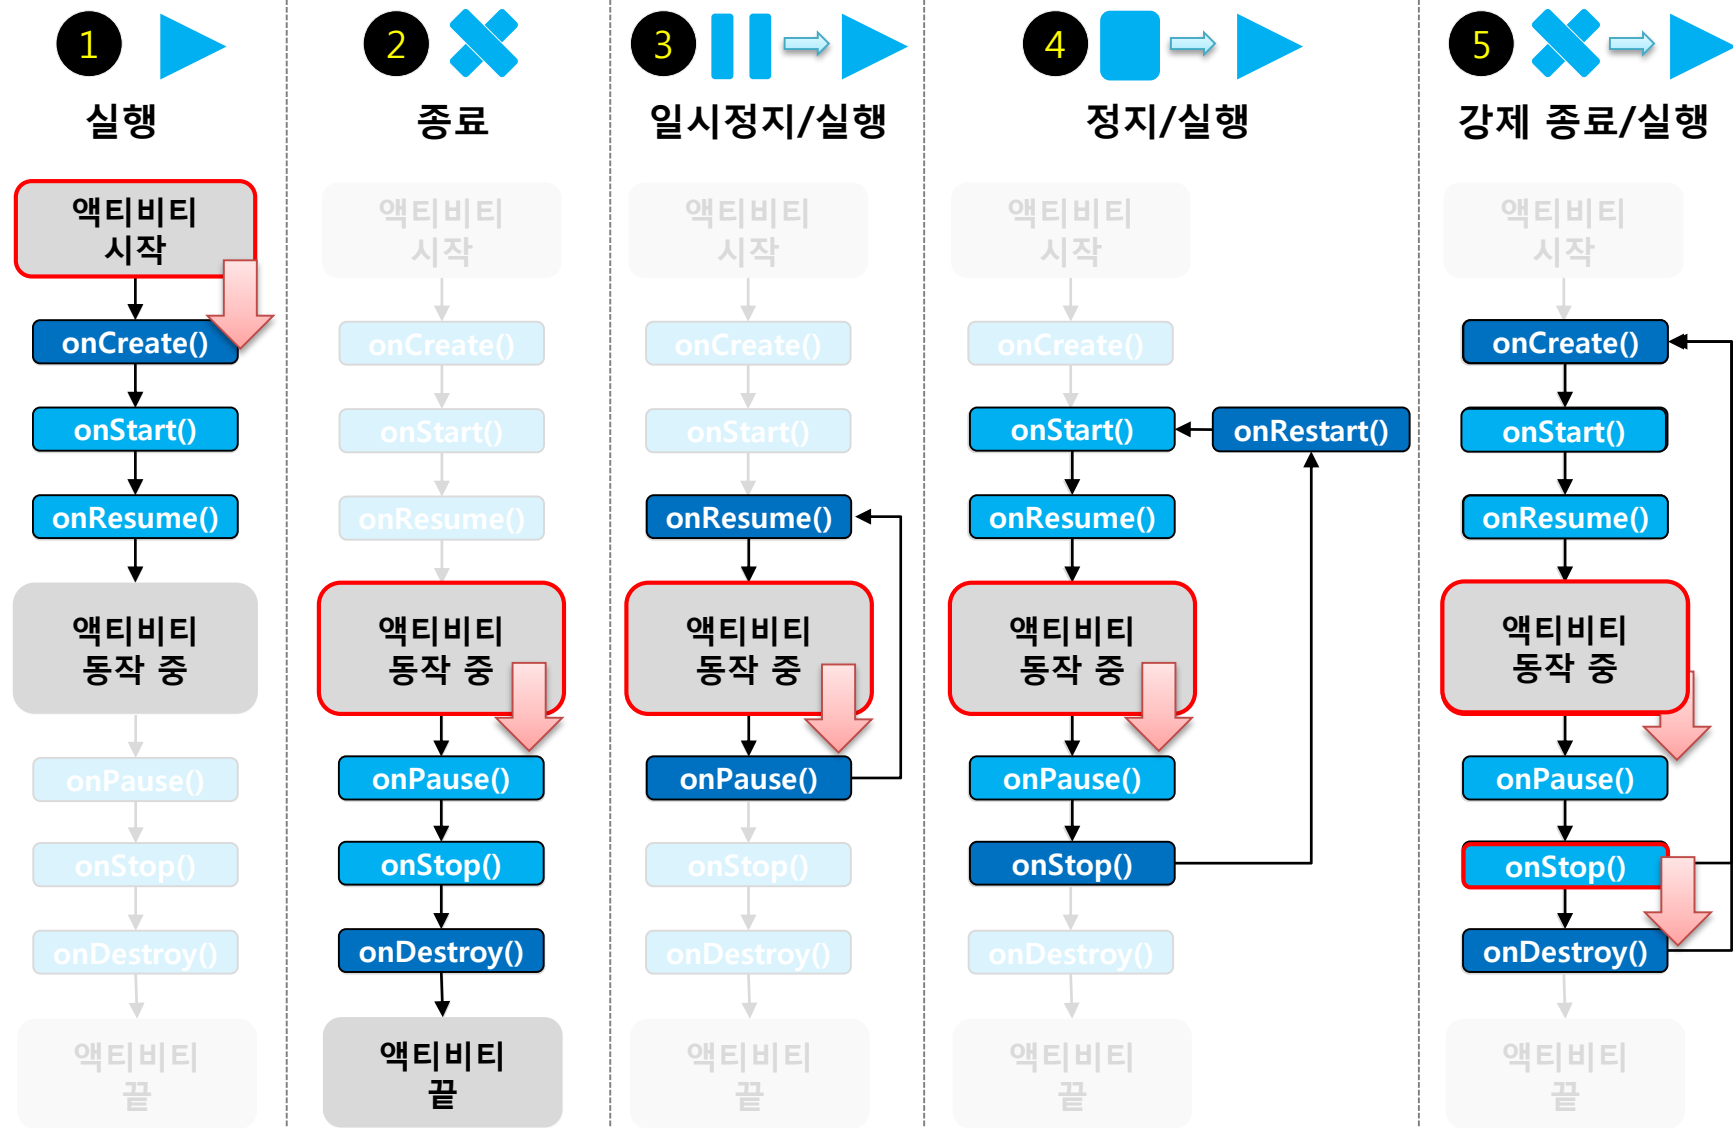 1
실행
액티비티
시작
onCreate()
onStart()
onResume()
액티비티
동작 중
onPause()
onStop()
onDestroy()
액티비티
끝
2
종료
액티비티
시작
onCreate()
onStart()
onResume()
액티비티
동작 중
onPause()
onStop()
onDestroy()
액티비티
끝
3
일시정지/실행
액티비티
시작
onCreate()
onStart()
onResume()
액티비티
동작 중
onPause()
onStop()
onDestroy()
액티비티
끝
4
정지/실행
액티비티
시작
onCreate()
onStart()
onRestart()
onResume()
액티비티
동작 중
onPause()
onStop()
onDestroy()
액티비티
끝
5
강제 종료/실행
액티비티
시작
onCreate()
onStart()
onResume()
액티비티
동작 중
onPause()
onStop()
onDestroy()
액티비티
끝